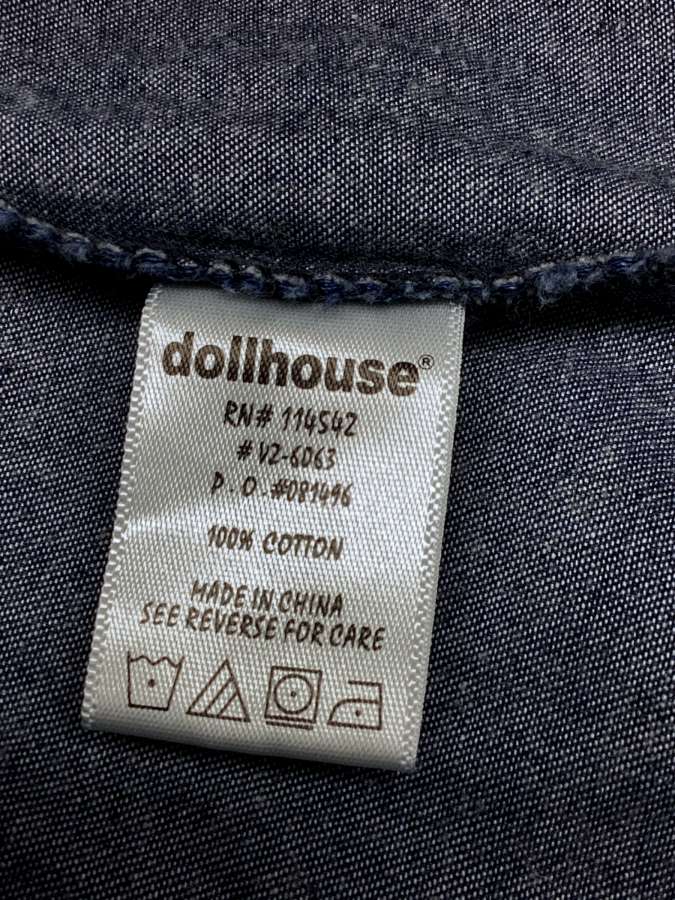 dollhouse®
RN# 114542
# V2-6063
P.O.#081496
100% COTTON
MADE IN CHINA
SEE REVERSE FOR CARE